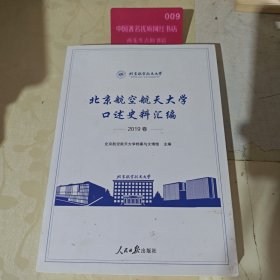 009
中国著名优质网红书店
北京航空航天大学
北京航空航天大学
口述史料汇编
2019卷
北京航空航天大学档案与文博馆 主编
北京航空航天大学
人民日报出版社